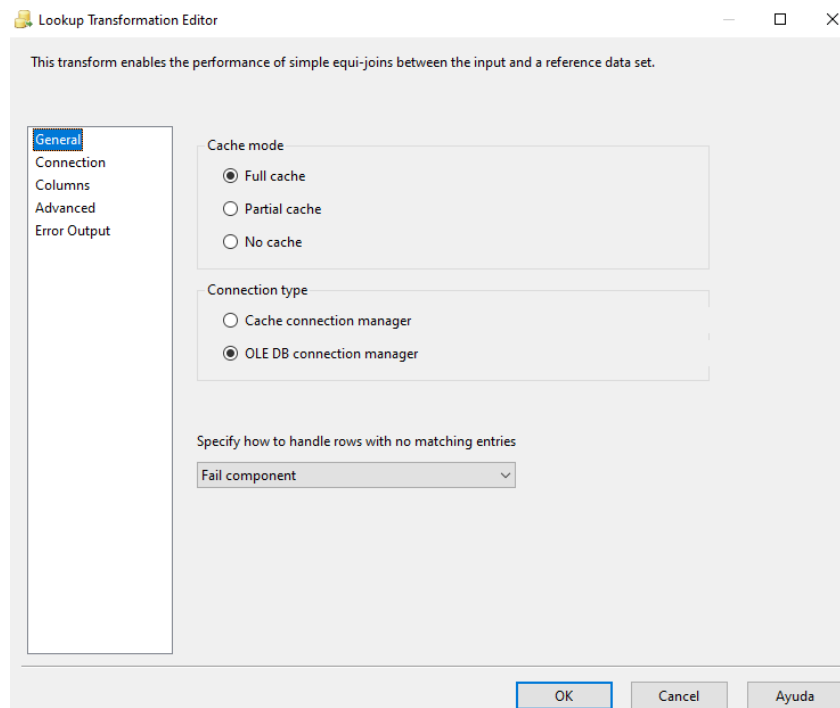 Lookup Transformation Editor
This transform enables the performance of simple equi-joins between the input and a reference data set.
General
Connection
Columns
Advanced
Error Output
Cache mode
Full cache
Partial cache
No cache
Connection type
Cache connection manager
OLE DB connection manager
Specify how to handle rows with no matching entries
Fail component
OK
Cancel
Ayuda